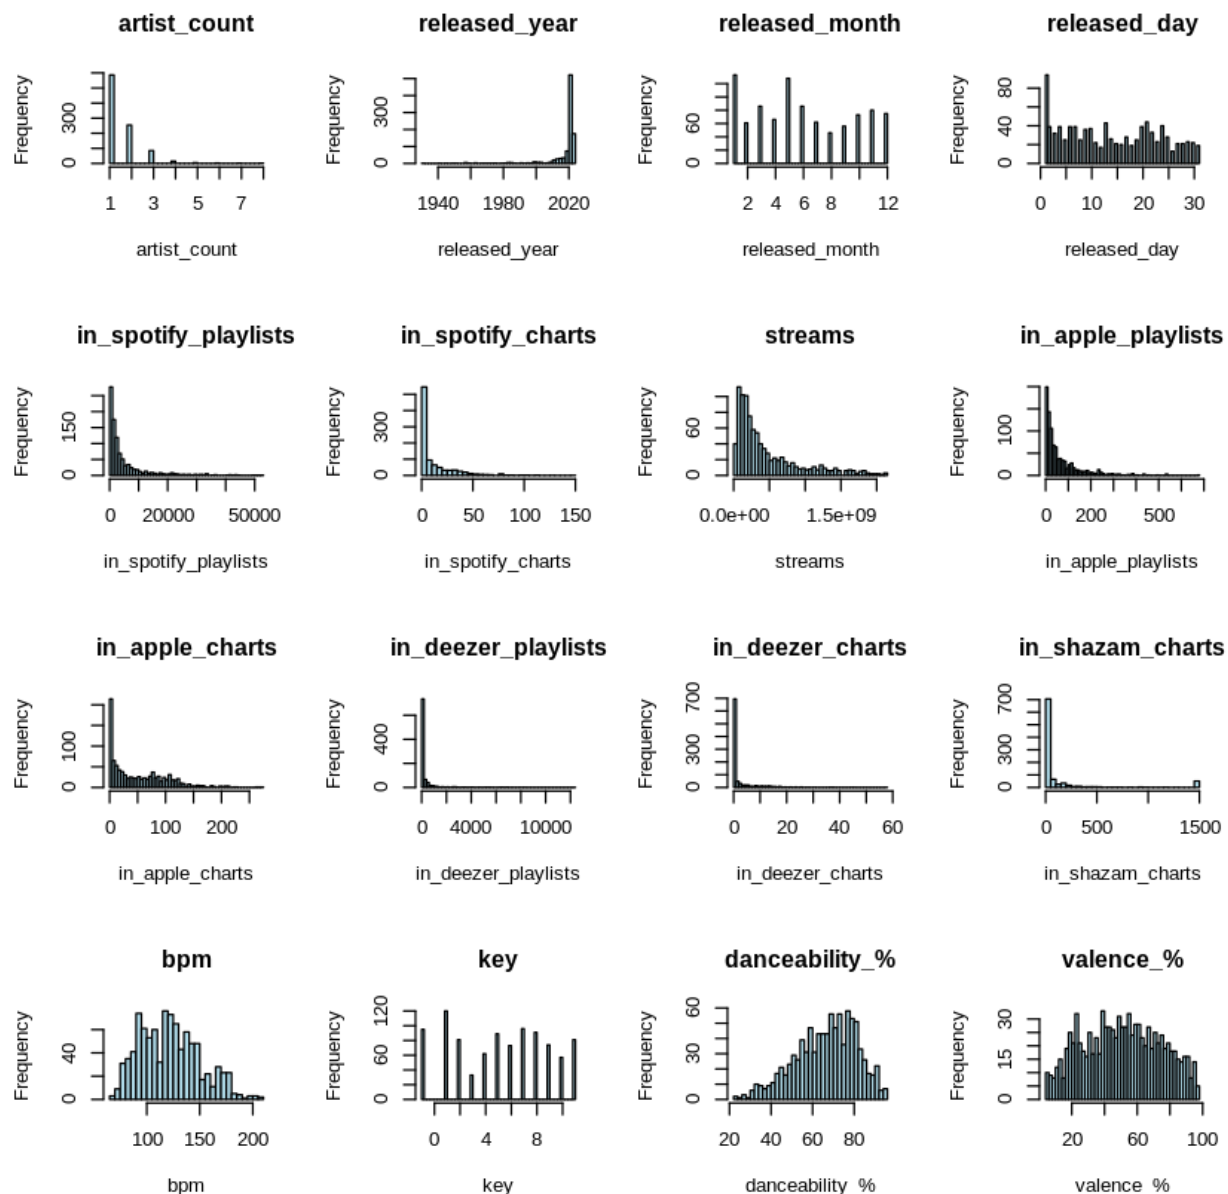 artist_count
released_year
released_month
released_day
Frequency
0 300
1 3 5 7
artist_count
Frequency
0 300
1940 1980 2020
released_year
Frequency
0 60
2 4 6 8 12
released_month
Frequency
0 40 80
0 10 20 30
released_day
in_spotify_playlists
in_spotify_charts
streams
in_apple_playlists
Frequency
0 150
0 20000 50000
in_spotify_playlists
Frequency
0 300
0 50 100 150
in_spotify_charts
Frequency
0 60
0.0e+00 1.5e+09
streams
Frequency
0 100
0 200 500
in_apple_playlists
in_apple_charts
in_deezer_playlists
in_deezer_charts
in_shazam_charts
Frequency
0 100
0 100 200
in_apple_charts
Frequency
0 400
0 4000 10000
in_deezer_playlists
Frequency
0 300 700
0 20 40 60
in_deezer_charts
Frequency
0 300 700
0 500 1500
in_shazam_charts
bpm
key
danceability_%
valence_%
Frequency
0 40
100 150 200
bpm
Frequency
0 60 120
0 4 8
key
Frequency
0 30 60
20 40 60 80
danceability_%
Frequency
0 15 30
20 60 100
valence_%